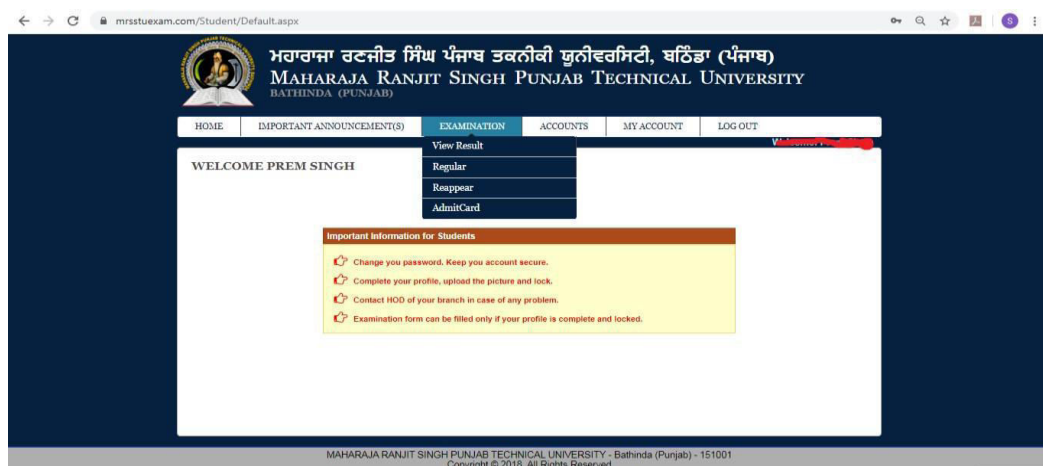 mrsstuexam.com/Student/Default.aspx
S
ਮਹਾਰਾਜਾ ਰਣਜੀਤ ਸਿੰਘ ਪੰਜਾਬ ਤਕਨੀਕੀ ਯੂਨੀਵਰਸਿਟੀ, ਬਠਿੰਡਾ (ਪੰਜਾਬ)
MAHARAJA RANJIT SINGH PUNJAB TECHNICAL UNIVERSITY
BATHINDA (PUNJAB)
HOME IMPORTANT ANNOUNCEMENT(S) EXAMINATION ACCOUNTS MY ACCOUNT LOG OUT
View Result
WELCOME PREM SINGH
Regular
Reappear
AdmitCard
Important Information for Students
Change you password. Keep you account secure.
Complete your profile, upload the picture and lock.
Contact HOD of your branch in case of any problem.
Examination form can be filled only if your profile is complete and locked.
MAHARAJA RANJIT SINGH PUNJAB TECHNICAL UNIVERSITY - Bathinda (Punjab) - 151001
Copyright © 2018. All Rights Reserved